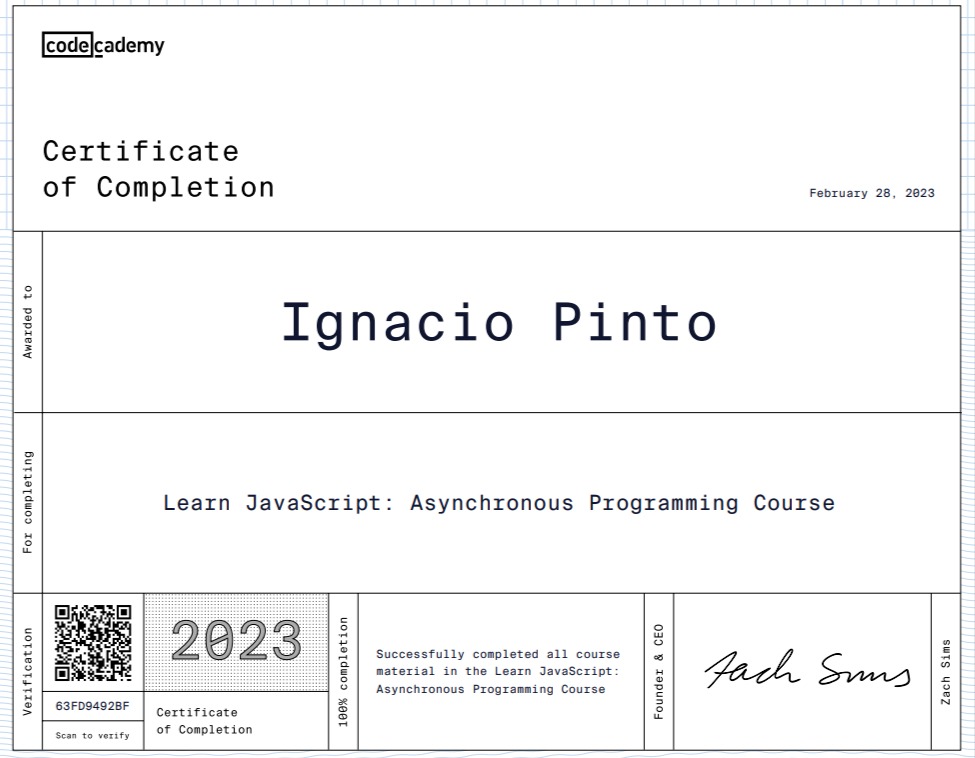 codecademy
Certificate
of Completion
February 28, 2023
Awarded to
Ignacio Pinto
For completing
Learn JavaScript: Asynchronous Programming Course
Verification
63FD9492BF
Scan to verify
2023
Certificate
of Completion
100% completion
Successfully completed all course
material in the Learn JavaScript:
Asynchronous Programming Course
Founder & CEO
Zach Sims
Zach Sims